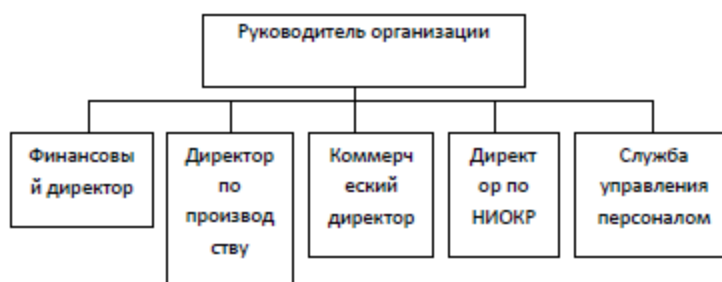 Руководитель организации
Финансовы
й директор
Директор
по
производ
ству
Коммерч
еский
директор
Директ
ор по
НИОКР
Служба
управления
персоналом